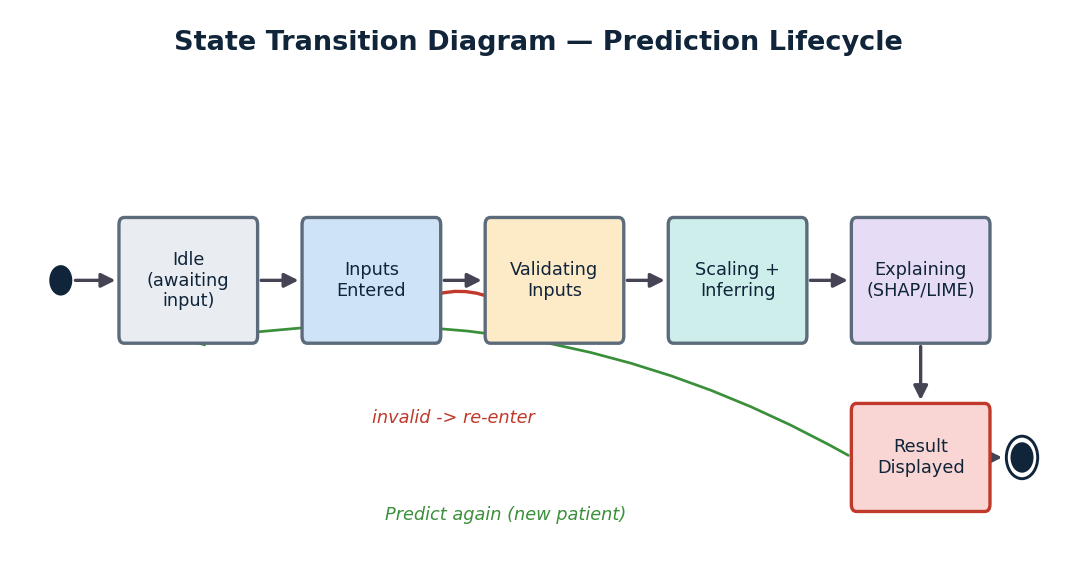 State Transition Diagram — Prediction Lifecycle
Idle
(awaiting
input)
Inputs
Entered
Validating
Inputs
Scaling +
Inferring
Explaining
(SHAP/LIME)
invalid -> re-enter
Result
Displayed
Predict again (new patient)